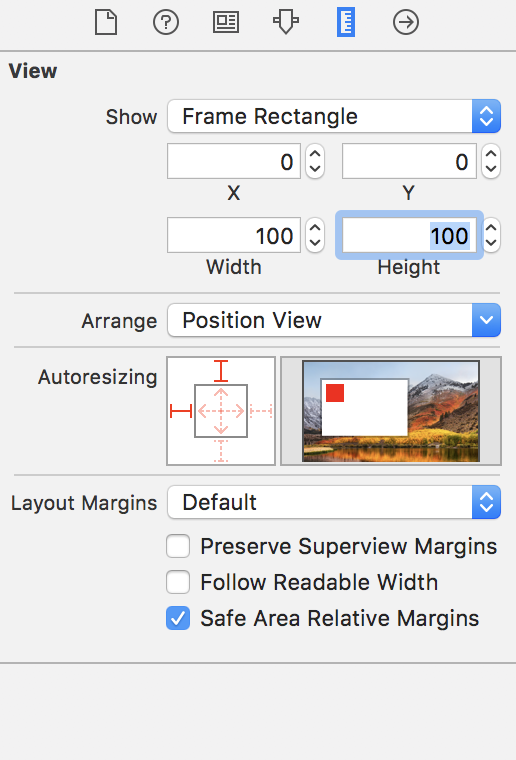 View
Show Frame Rectangle
0 0
X Y
100 100
Width Height
Arrange Position View
Autoresizing
Layout Margins Default
Preserve Superview Margins
Follow Readable Width
Safe Area Relative Margins